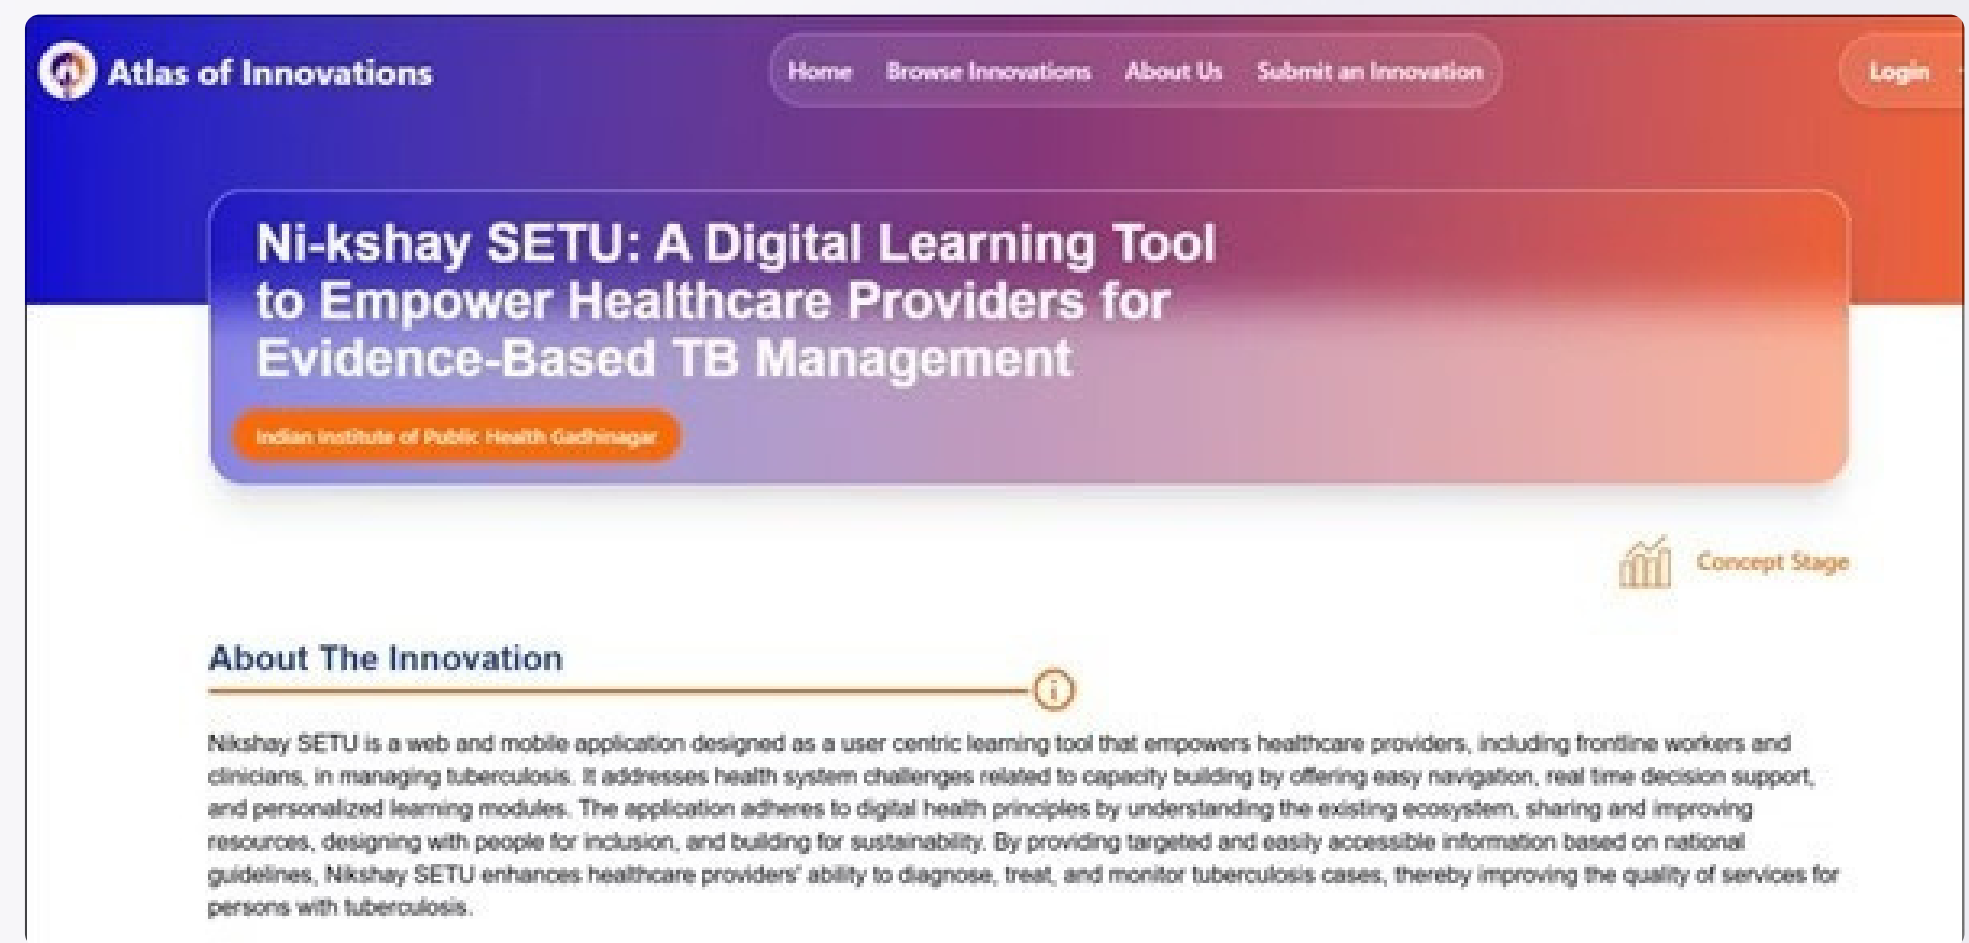 Atlas of Innovations
Home Browse Innovations About Us Submit an Innovation
Login
Ni-kshay SETU: A Digital Learning Tool
to Empower Healthcare Providers for
Evidence-Based TB Management
Indian Institute of Public Health Gadhinagar
Concept Stage
About The Innovation
Nikshay SETU is a web and mobile application designed as a user centric learning tool that empowers healthcare providers, including frontline workers and
clinicians, in managing tuberculosis. It addresses health system challenges related to capacity building by offering easy navigation, real time decision support,
and personalized learning modules. The application adheres to digital health principles by understanding the existing ecosystem, sharing and improving
resources, designing with people for inclusion, and building for sustainability. By providing targeted and easily accessible information based on national
guidelines, Nikshay SETU enhances healthcare providers' ability to diagnose, treat, and monitor tuberculosis cases, thereby improving the quality of services for
persons with tuberculosis.